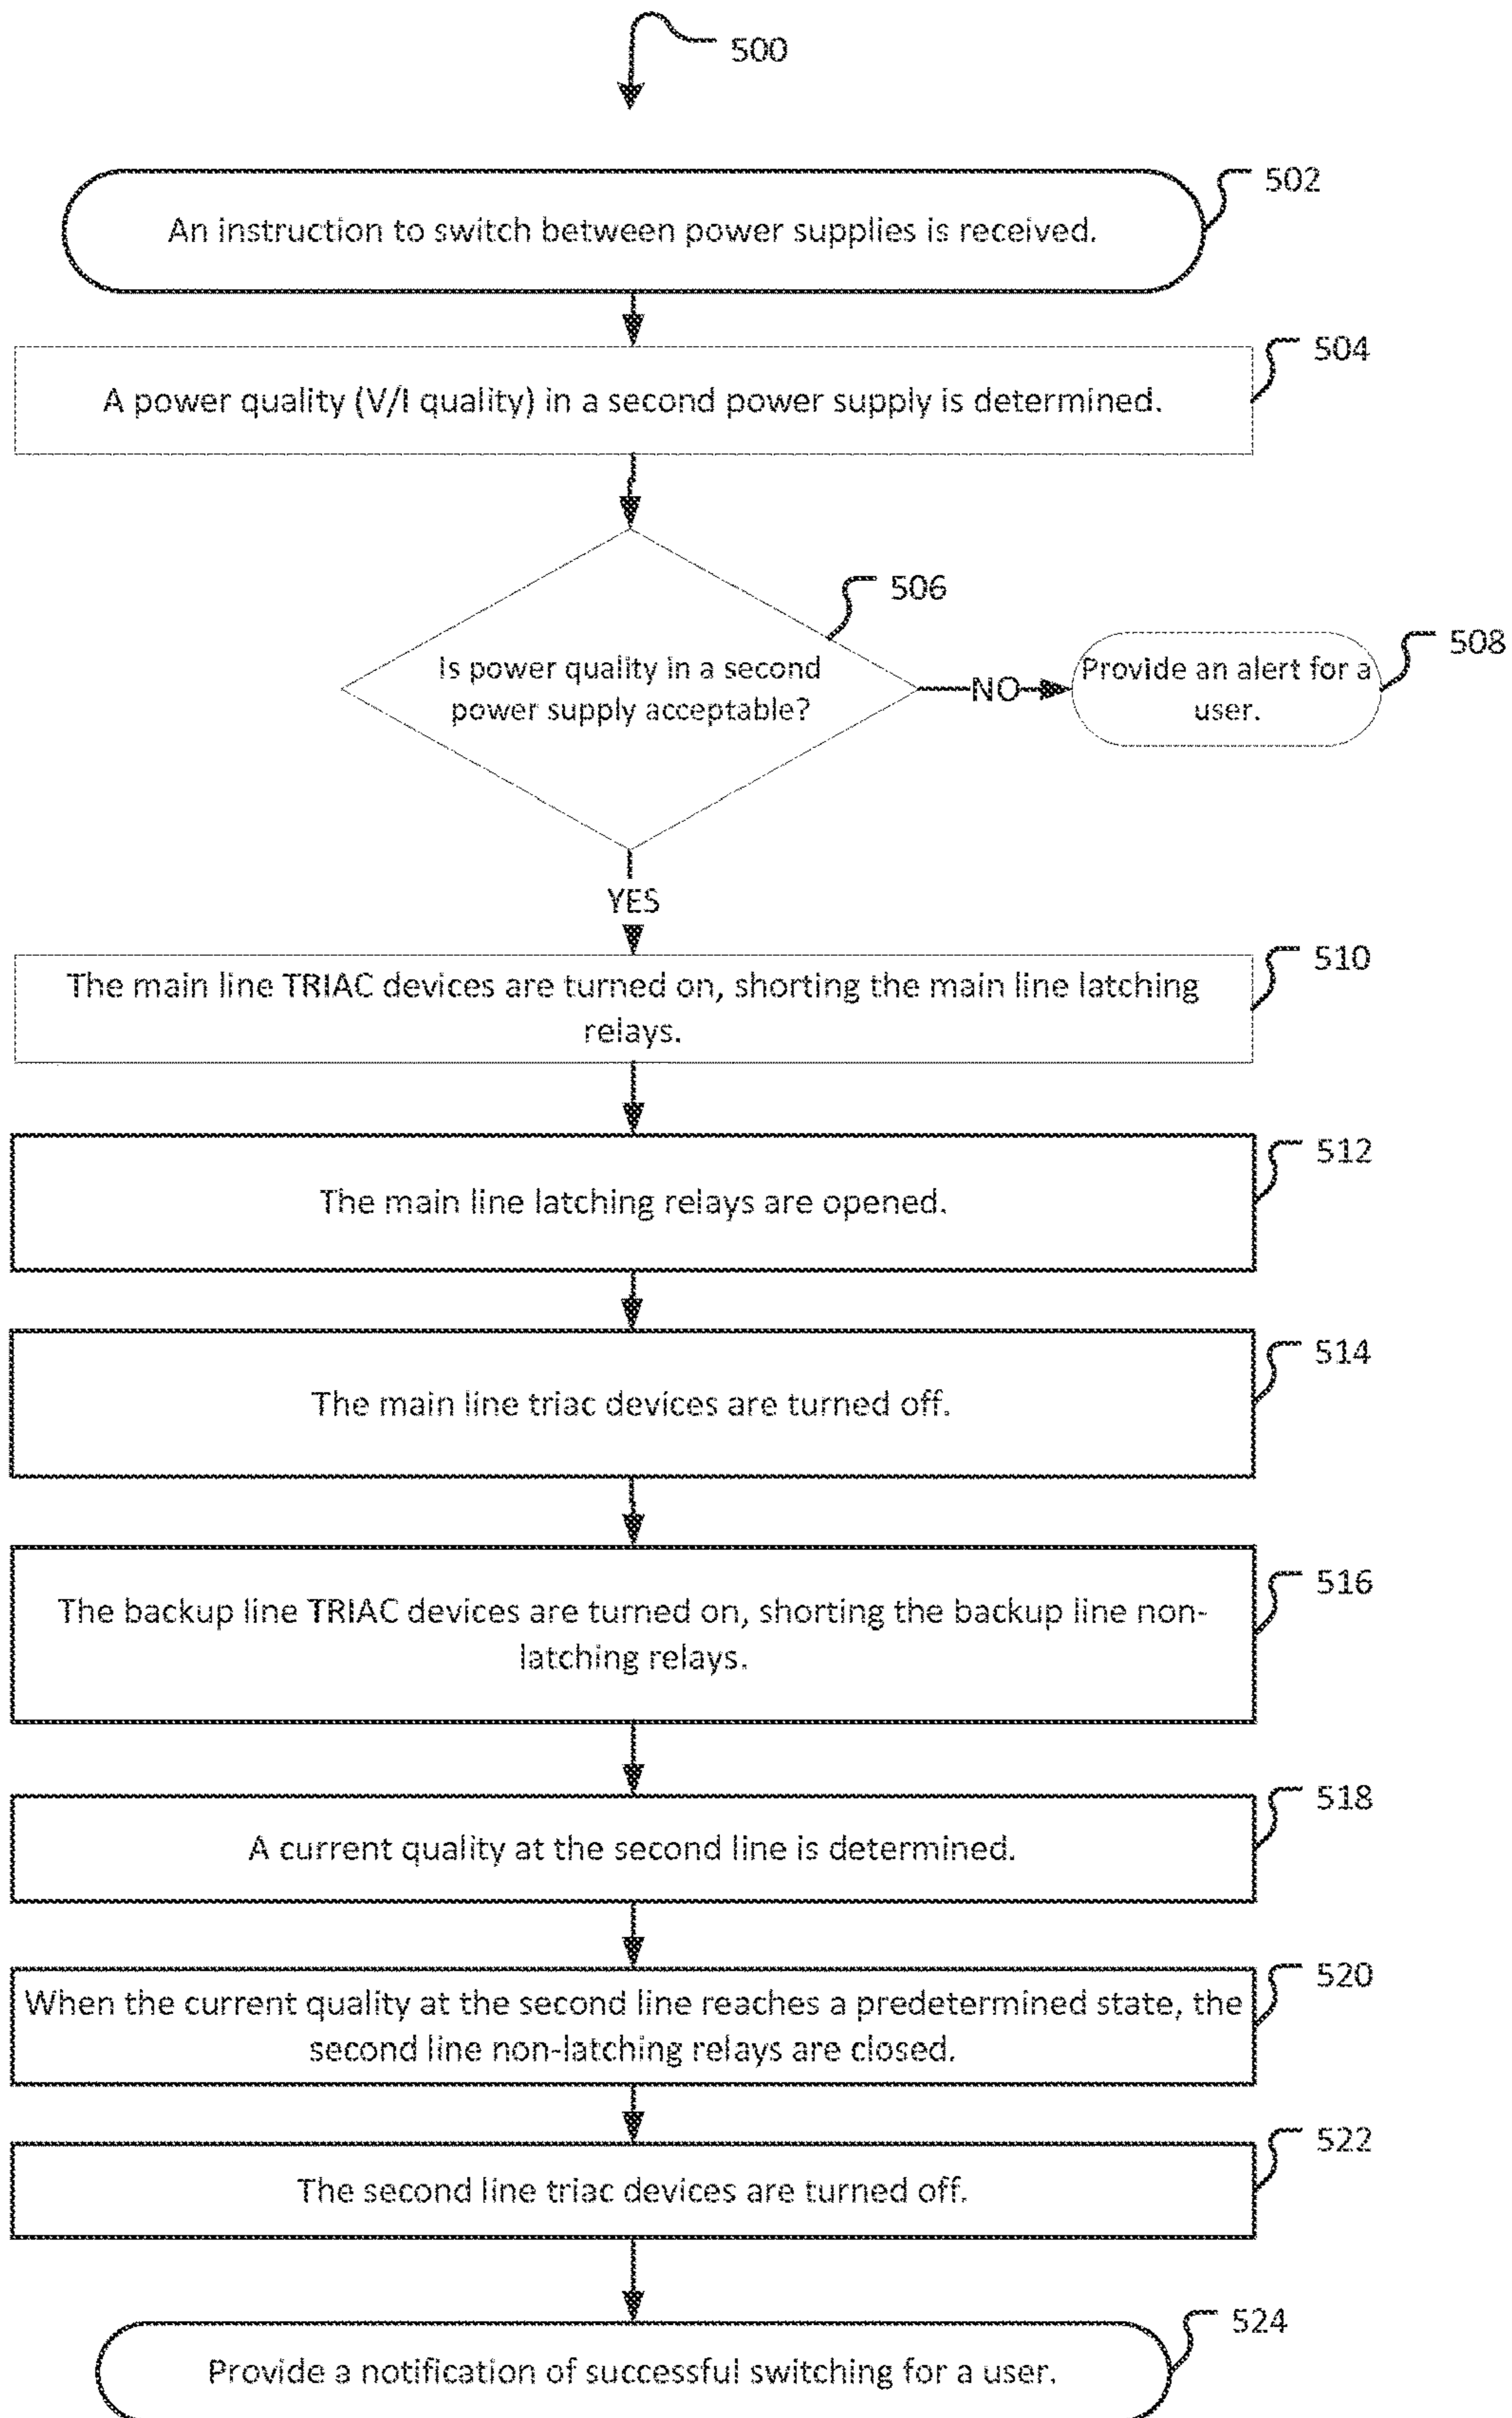 500
502
An instruction to switch between power supplies is received.
504
A power quality (V/I quality) in a second power supply is determined.
506
Is power quality in a second
power supply acceptable?
NO
508
Provide an alert for a
user.
YES
510
The main line TRIAC devices are turned on, shorting the main line latching
relays.
512
The main line latching relays are opened.
514
The main line triac devices are turned off.
516
The backup line TRIAC devices are turned on, shorting the backup line non-
latching relays.
518
A current quality at the second line is determined.
520
When the current quality at the second line reaches a predetermined state, the
second line non-latching relays are closed.
522
The second line triac devices are turned off.
524
Provide a notification of successful switching for a user.